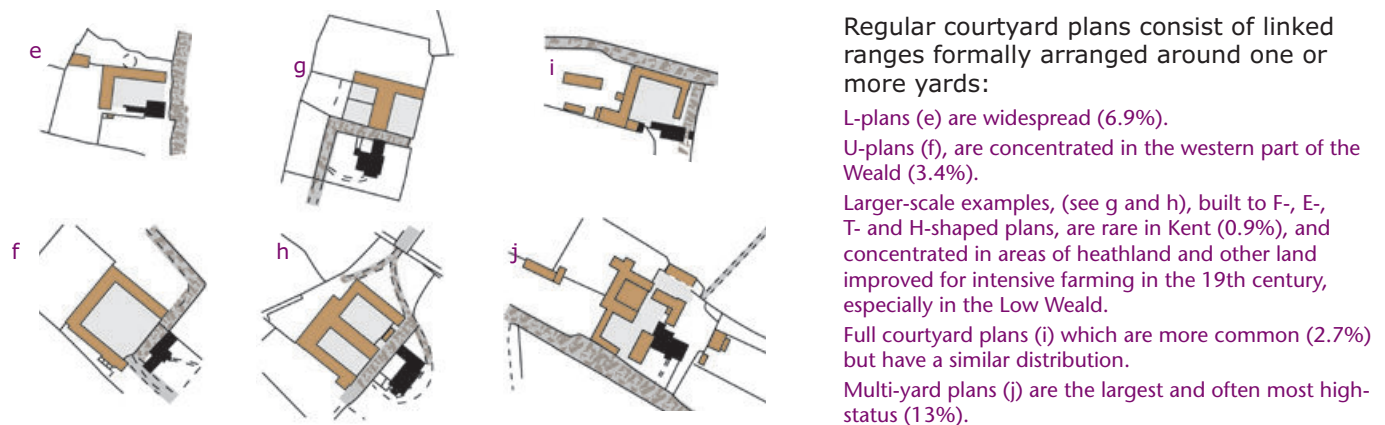 e
g
i
f
h
j
Regular courtyard plans consist of linked
ranges formally arranged around one or
more yards:
L-plans (e) are widespread (6.9%).
U-plans (f), are concentrated in the western part of the
Weald (3.4%).
Larger-scale examples, (see g and h), built to F-, E-,
T- and H-shaped plans, are rare in Kent (0.9%), and
concentrated in areas of heathland and other land
improved for intensive farming in the 19th century,
especially in the Low Weald.
Full courtyard plans (i) which are more common (2.7%)
but have a similar distribution.
Multi-yard plans (j) are the largest and often most high-
status (13%).